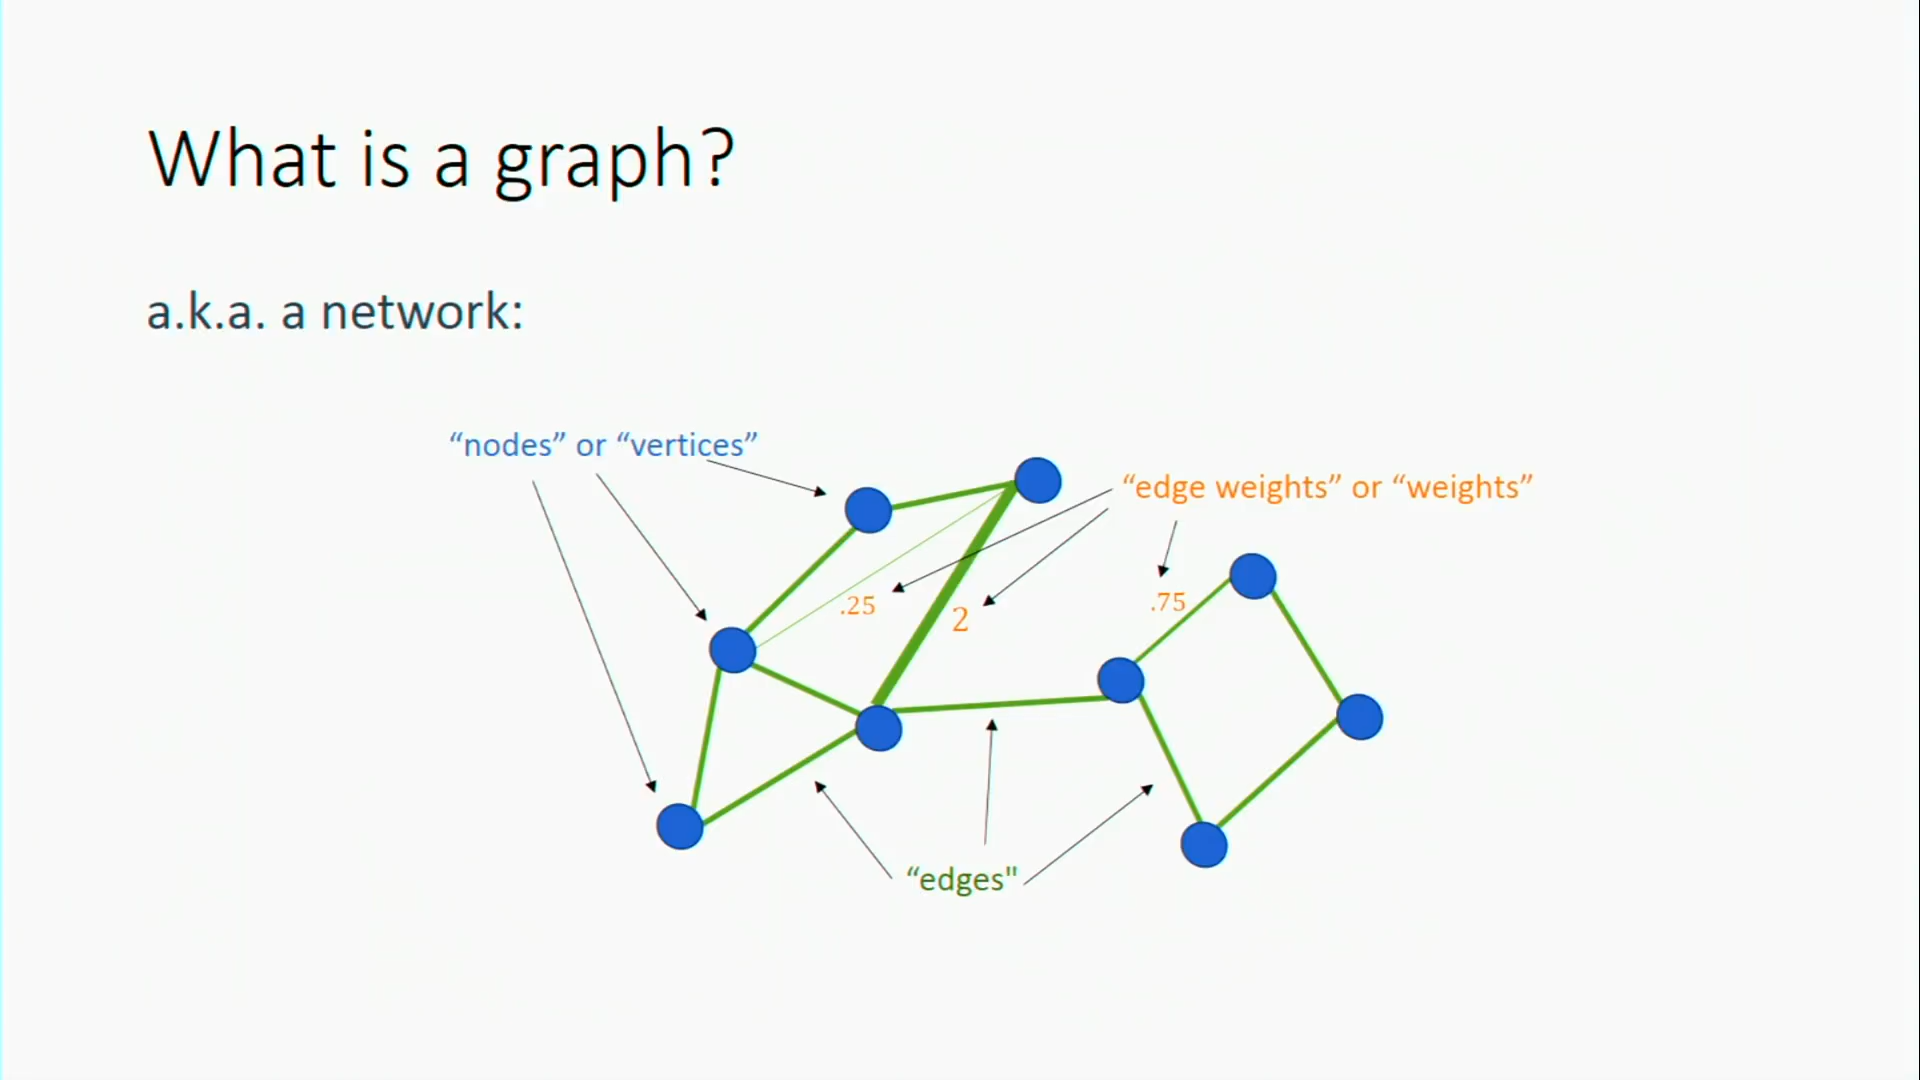 What is a graph?
a.k.a. a network:
“nodes” or “vertices”
“edge weights” or “weights”
.25
2
.75
“edges"